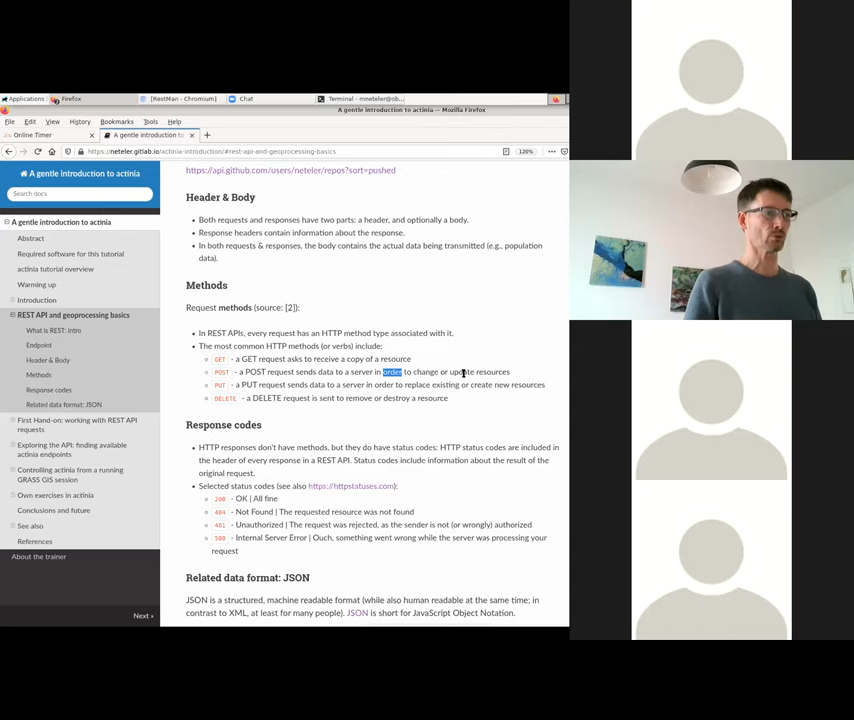 Applications
Firefox
[RestMan - Chromium]
Chat
Terminal - mneteler@ob...
A gentle introduction to actinia — Mozilla Firefox
File Edit View History Bookmarks Tools Help
Online Timer
A gentle introduction to
https://neteler.gitlab.io/actinia-introduction/#rest-api-and-geoprocessing-basics
120%
A gentle introduction to actinia
Search docs
A gentle introduction to actinia
Abstract
Required software for this tutorial
actinia tutorial overview
Warming up
Introduction
REST API and geoprocessing basics
What is REST: intro
Endpoint
Header & Body
Methods
Response codes
Related data format: JSON
First Hand-on: working with REST API
requests
Exploring the API: finding available
actinia endpoints
Controlling actinia from a running
GRASS GIS session
Own exercises in actinia
Conclusions and future
See also
References
About the trainer
Next »
https://api.github.com/users/neteler/repos?sort=pushed
Header & Body
Both requests and responses have two parts: a header, and optionally a body.
Response headers contain information about the response.
In both requests & responses, the body contains the actual data being transmitted (e.g., population
data).
Methods
Request methods (source: [2]):
In REST APIs, every request has an HTTP method type associated with it.
The most common HTTP methods (or verbs) include:
GET - a GET request asks to receive a copy of a resource
POST - a POST request sends data to a server in order to change or update resources
PUT - a PUT request sends data to a server in order to replace existing or create new resources
DELETE - a DELETE request is sent to remove or destroy a resource
Response codes
HTTP responses don't have methods, but they do have status codes: HTTP status codes are included in
the header of every response in a REST API. Status codes include information about the result of the
original request.
Selected status codes (see also https://httpstatuses.com):
200 - OK | All fine
404 - Not Found | The requested resource was not found
401 - Unauthorized | The request was rejected, as the sender is not (or wrongly) authorized
500 - Internal Server Error | Ouch, something went wrong while the server was processing your
request
Related data format: JSON
JSON is a structured, machine readable format (while also human readable at the same time; in
contrast to XML, at least for many people). JSON is short for JavaScript Object Notation.